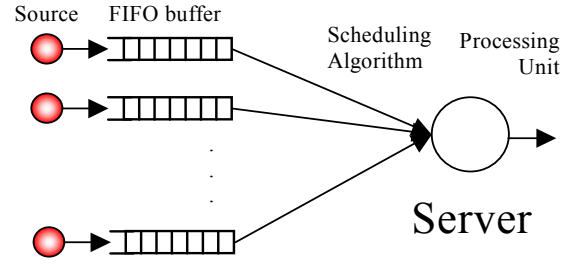 Source
FIFO buffer
Scheduling
Algorithm
Processing
Unit
Server